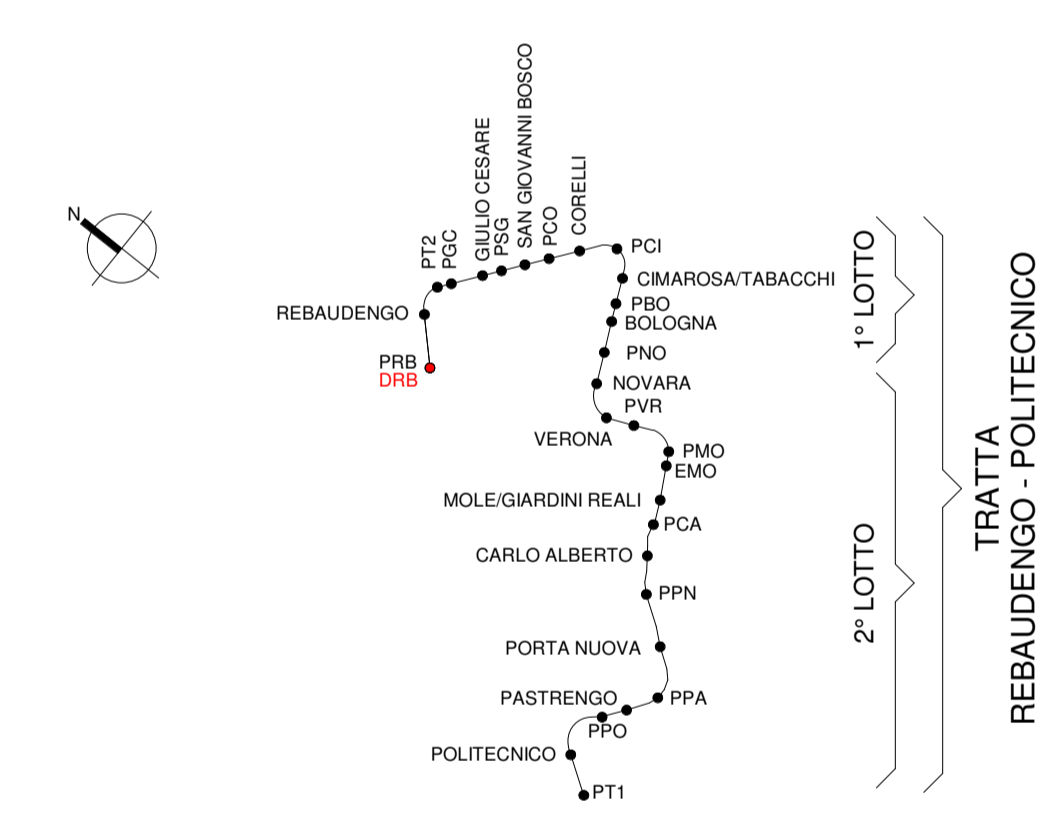 N
REBAUDENGO
PRB
DRB
PT2
PGC
GIULIO CESARE
PSG
SAN GIOVANNI BOSCO
PCO
CORELLI
PCI
CIMAROSA/TABACCHI
PBO
BOLOGNA
PNO
NOVARA
PVR
VERONA
PMO
EMO
MOLE/GIARDINI REALI
PCA
CARLO ALBERTO
PPN
PORTA NUOVA
PASTRENGO
PPA
PPO
POLITECNICO
PT1
1° LOTTO
2° LOTTO
TRATTA
REBAUDENGO - POLITECNICO